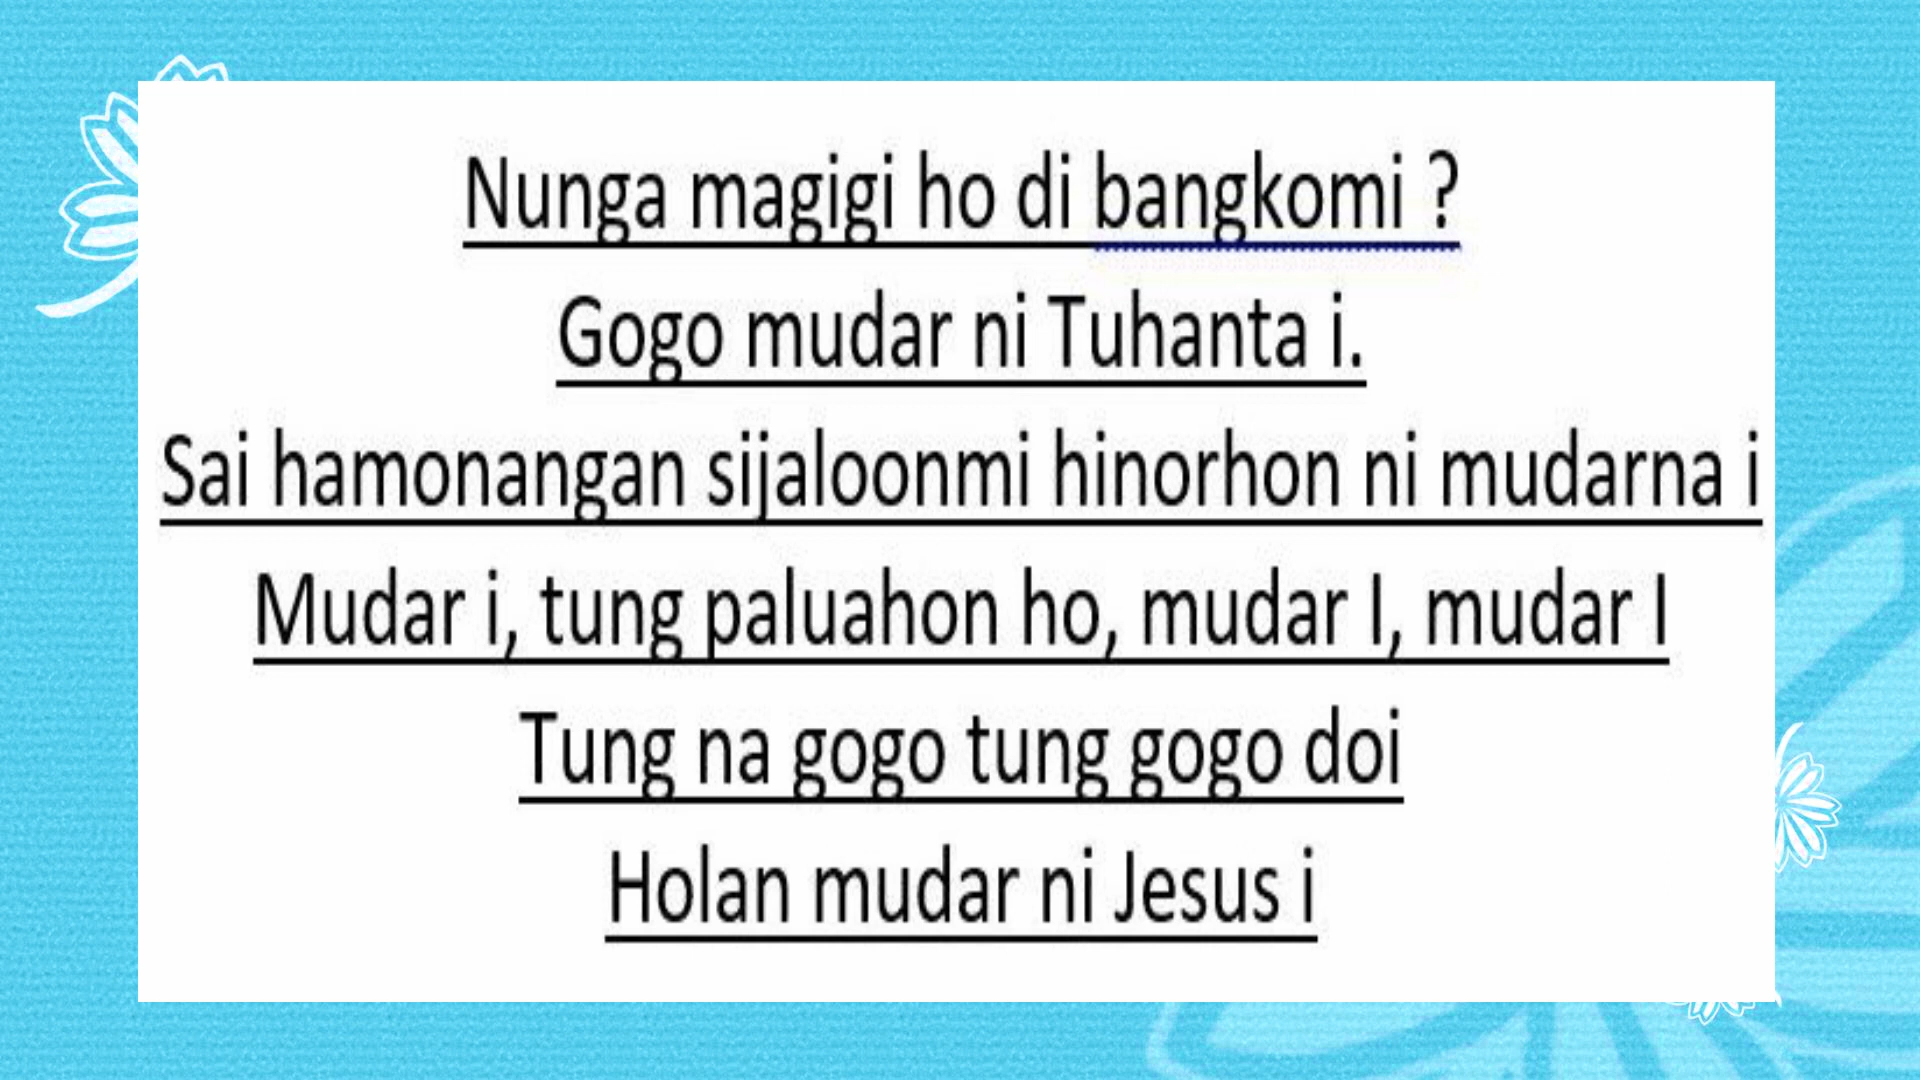 Nunga magigi ho di bangkomi ?
Gogo mudar ni Tuhanta i.
Sai hamonangan sijaloonmi hinorhon ni mudarna i
Mudar i, tung paluahon ho, mudar I, mudar I
Tung na gogo tung gogo doi
Holan mudar ni Jesus i